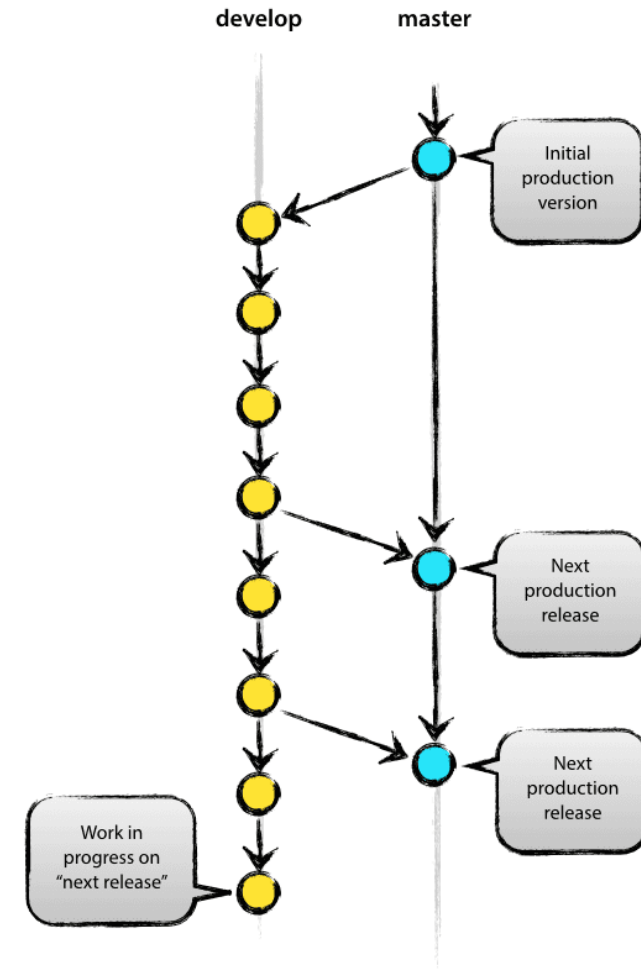 develop
master
Initial
production
version
Next
production
release
Next
production
release
Work in
progress on
“next release”